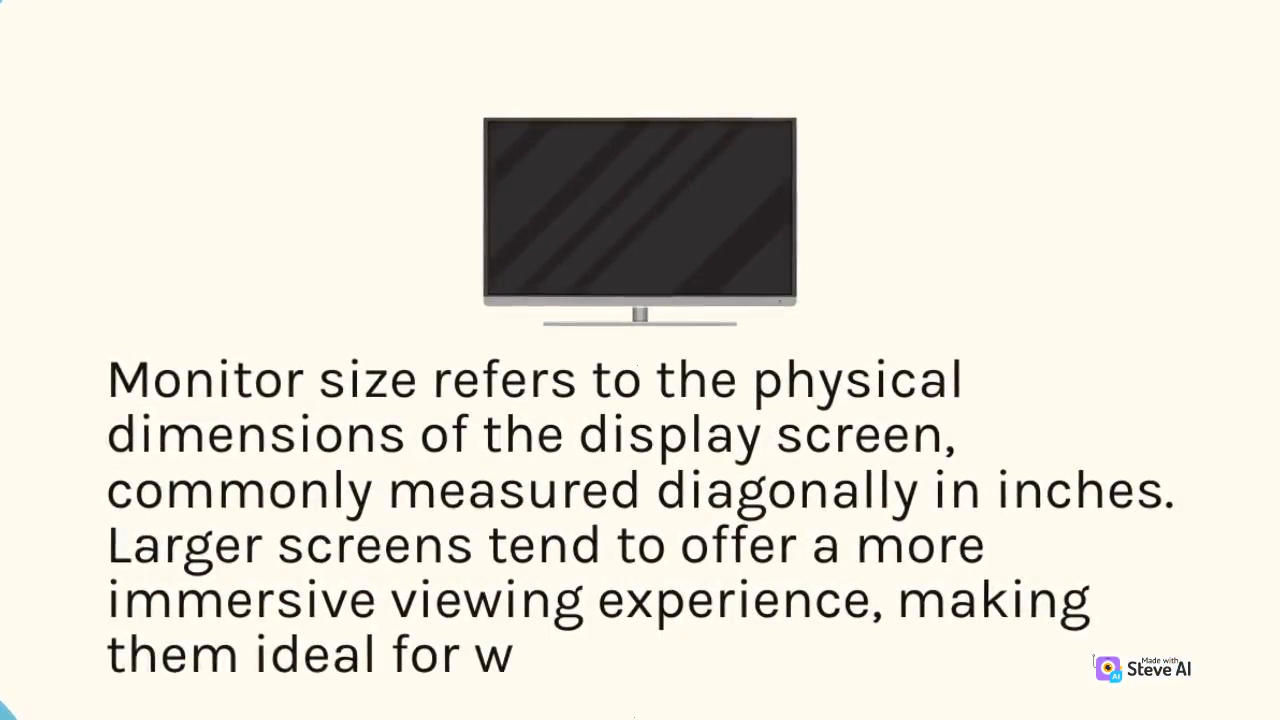 Monitor size refers to the physical
dimensions of the display screen,
commonly measured diagonally in inches.
Larger screens tend to offer a more
immersive viewing experience, making
them ideal for w
Made with
Steve AI
AI